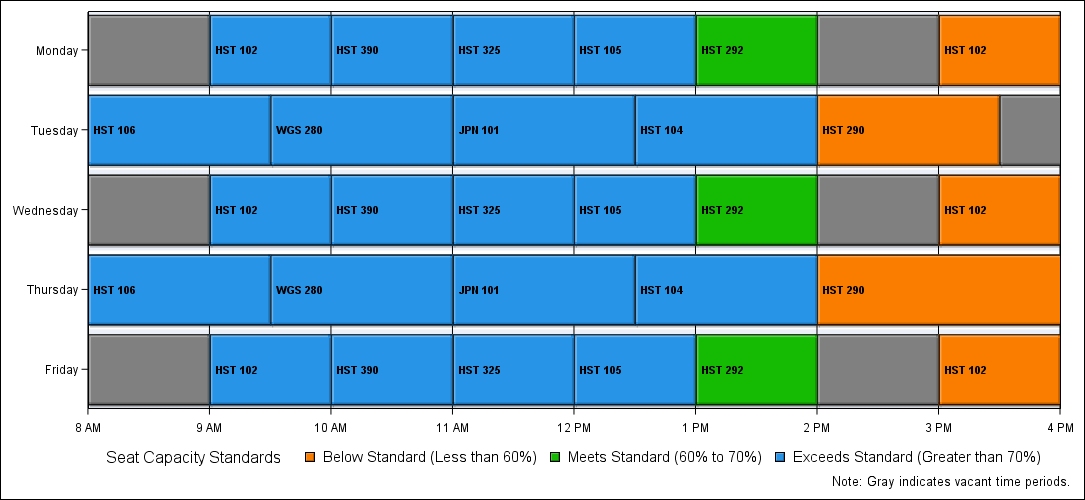 Monday
HST 102 HST 390 HST 325 HST 105 HST 292 HST 102
Tuesday
HST 106 WGS 280 JPN 101 HST 104 HST 290
Wednesday
HST 102 HST 390 HST 325 HST 105 HST 292 HST 102
Thursday
HST 106 WGS 280 JPN 101 HST 104 HST 290
Friday
HST 102 HST 390 HST 325 HST 105 HST 292 HST 102
8 AM 9 AM 10 AM 11 AM 12 PM 1 PM 2 PM 3 PM 4 PM
Seat Capacity Standards Below Standard (Less than 60%) Meets Standard (60% to 70%) Exceeds Standard (Greater than 70%)
Note: Gray indicates vacant time periods.